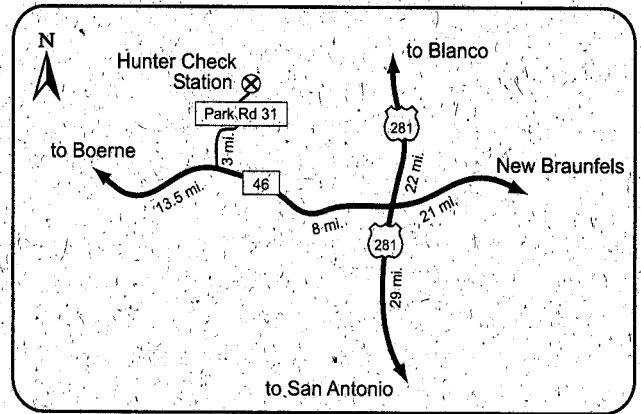 N
Hunter Check
Station
to Blanco
Park Rd 31
281
to Boerne
3 mi.
22 mi.
New Braunfels
46
13.5 mi.
8 mi.
21 mi.
281
29 mi.
to San Antonio